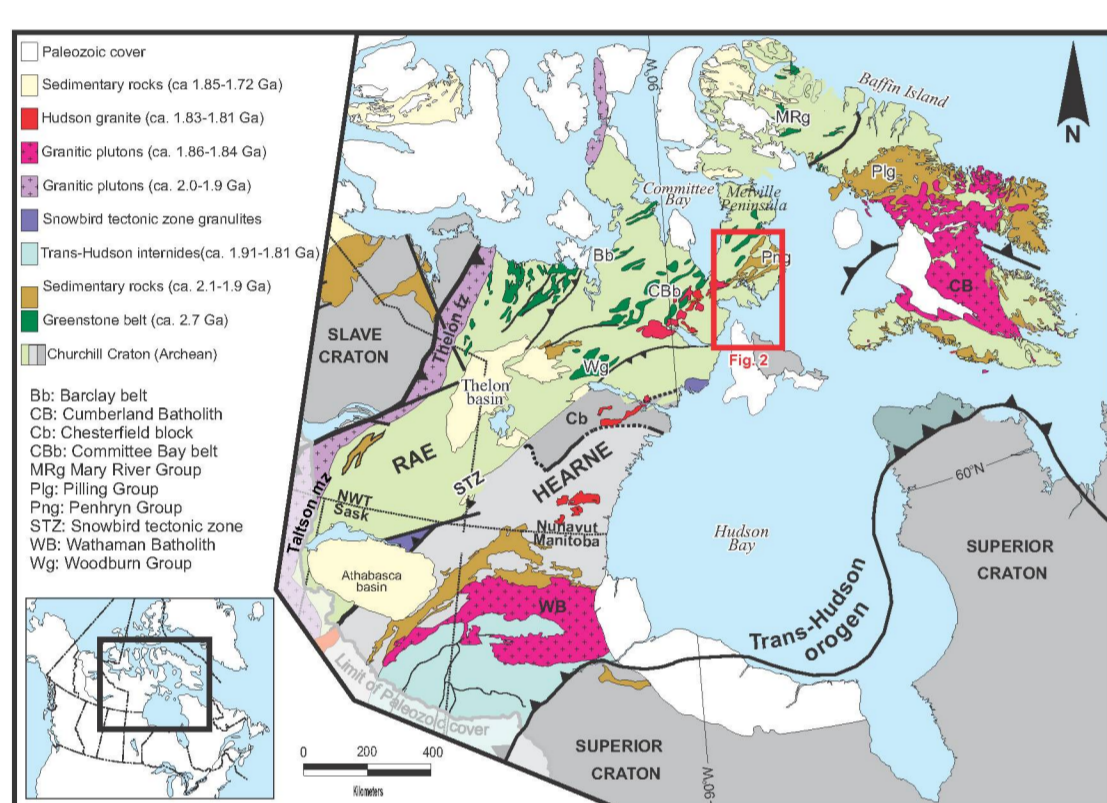 Paleozoic cover
Sedimentary rocks (ca 1.85-1.72 Ga)
Hudson granite (ca. 1.83-1.81 Ga)
Granitic plutons (ca. 1.86-1.84 Ga)
Granitic plutons (ca. 2.0-1.9 Ga)
Snowbird tectonic zone granulites
Trans-Hudson internides(ca. 1.91-1.81 Ga)
Sedimentary rocks (ca. 2.1-1.9 Ga)
Greenstone belt (ca. 2.7 Ga)
Churchill Craton (Archean)
Bb: Barclay belt
CB: Cumberland Batholith
Cb: Chesterfield block
CBb: Committee Bay belt
MRg Mary River Group
Plg: Pilling Group
Png: Penhryn Group
STZ: Snowbird tectonic zone
WB: Wathaman Batholith
Wg: Woodburn Group
90°W
Baffin Island
N
MRg
Plg
Committee
Bay
Melville
Peninsula
Bb
Png
CBb
CB
SLAVE
CRATON
Thelon tz
Fig. 2
Wg
Thelon
basin
Cb
RAE
HEARNE
STZ
60°N
NWT
Sask
Taltson mz
Nunavut
Manitoba
Hudson
Bay
SUPERIOR
CRATON
Athabasca
basin
WB
Trans-Hudson
orogen
Limit of Paleozoic cover
0 200 400
Kilometers
SUPERIOR
CRATON
90°W